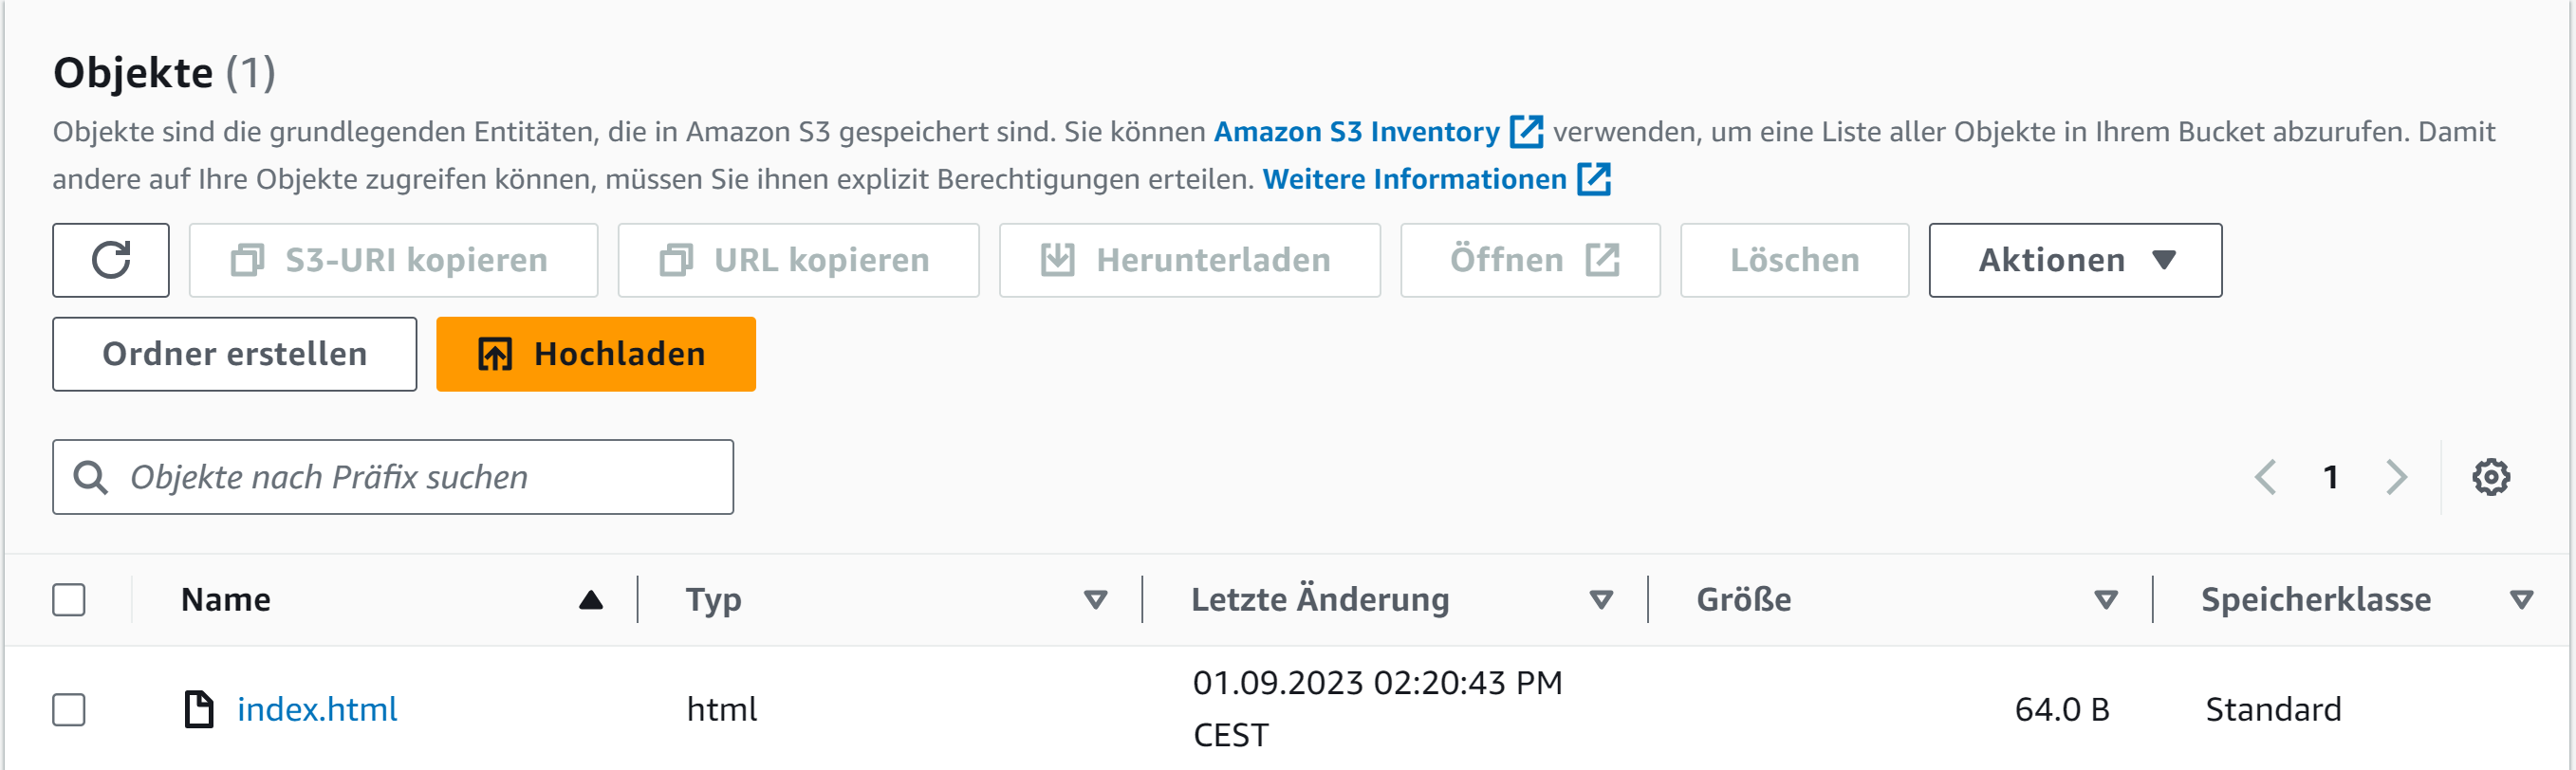 Objekte (1)
Objekte sind die grundlegenden Entitäten, die in Amazon S3 gespeichert sind. Sie können Amazon S3 Inventory verwenden, um eine Liste aller Objekte in Ihrem Bucket abzurufen. Damit
andere auf Ihre Objekte zugreifen können, müssen Sie ihnen explizit Berechtigungen erteilen. Weitere Informationen
S3-URI kopieren URL kopieren Herunterladen Öffnen Löschen Aktionen
Ordner erstellen Hochladen
Objekte nach Präfix suchen 1
Name Typ Letzte Änderung Größe Speicherklasse
index.html html 01.09.2023 02:20:43 PM 64.0 B Standard
CEST